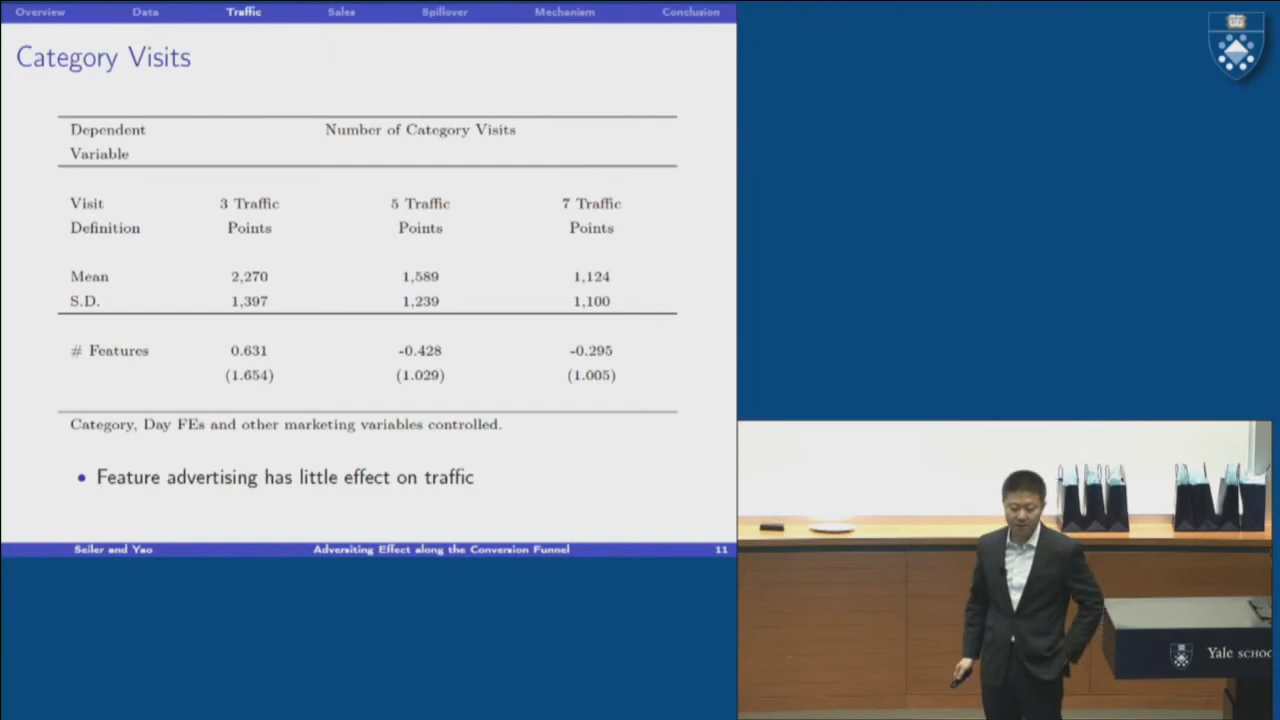 Overview Data Traffic Sales Spillover Mechanism Conclusion
Category Visits
Dependent Variable Number of Category Visits
Visit Definition 3 Traffic Points 5 Traffic Points 7 Traffic Points
Mean 2,270 1,589 1,124
S.D. 1,397 1,239 1,100
# Features 0.631 -0.428 -0.295
(1.654) (1.029) (1.005)
Category, Day FEs and other marketing variables controlled.
• Feature advertising has little effect on traffic
Seiler and Yao Adversiting Effect along the Conversion Funnel 11
Yale SCHOO